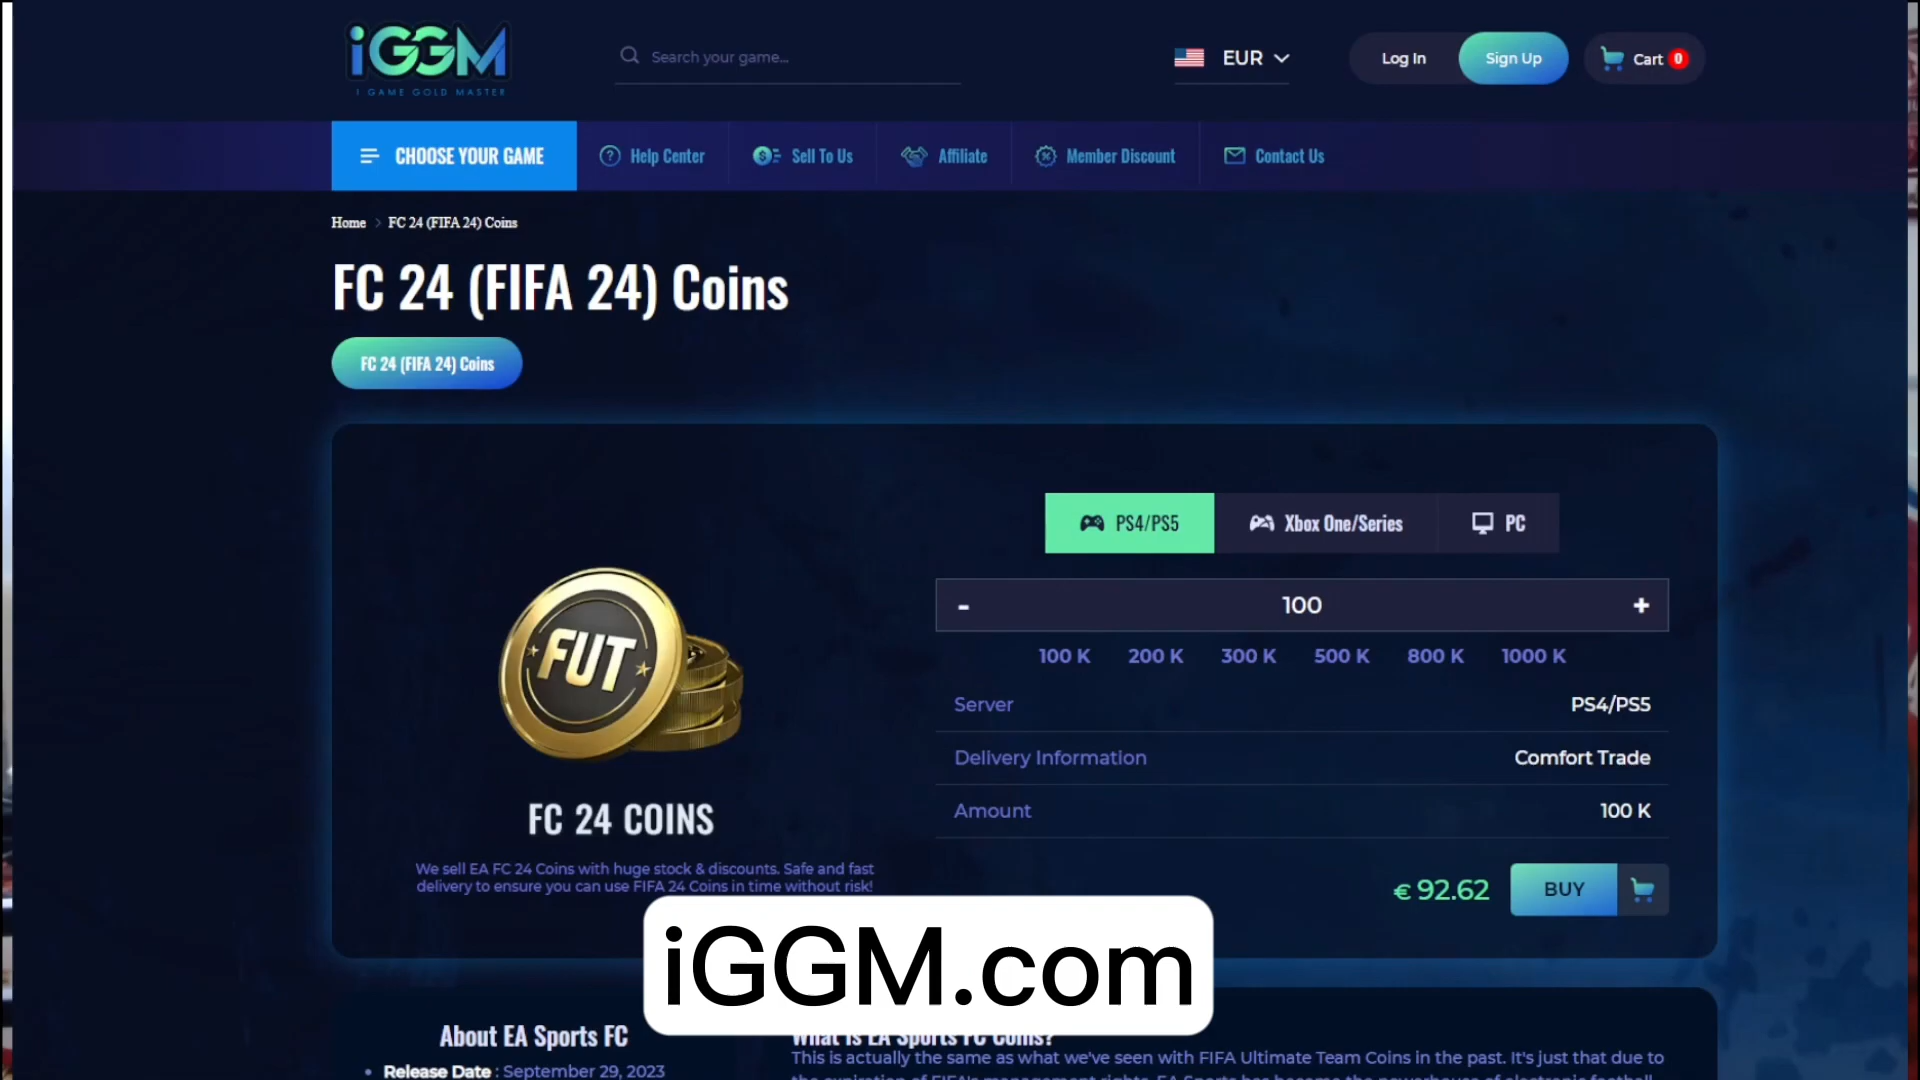 iGGM
I GAME GOLD MASTER
Search your game...
EUR
Log In
Sign Up
Cart 0
CHOOSE YOUR GAME
Help Center
Sell To Us
Affiliate
Member Discount
Contact Us
Home > FC 24 (FIFA 24) Coins
FC 24 (FIFA 24) Coins
FC 24 (FIFA 24) Coins
PS4/PS5
Xbox One/Series
PC
- 100 +
100 K 200 K 300 K 500 K 800 K 1000 K
Server PS4/PS5
Delivery Information Comfort Trade
Amount 100 K
€ 92.62
BUY
FUT
FC 24 COINS
We sell EA FC 24 Coins with huge stock & discounts. Safe and fast
delivery to ensure you can use FIFA 24 Coins in time without risk!
iGGM.com
About EA Sports FC
• Release Date : September 29, 2023
What Is EA Sports FC Coins?
This is actually the same as what we've seen with FIFA Ultimate Team Coins in the past. It's just that due to